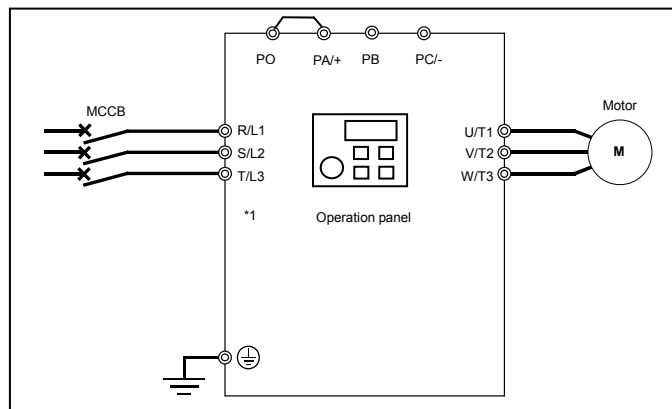 PO PA/+ PB PC/-
MCCB
Motor
R/L1
U/T1
S/L2
V/T2
M
T/L3
W/T3
*1
Operation panel